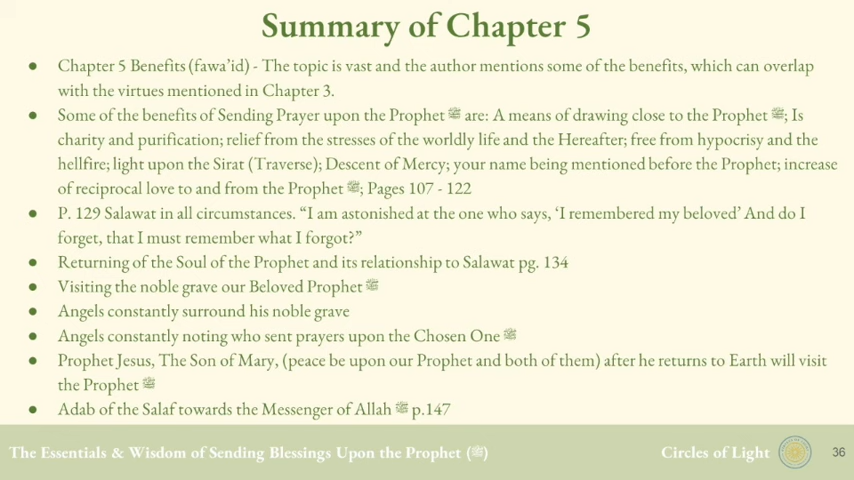 Summary of Chapter 5
● Chapter 5 Benefits (fawa'id) - The topic is vast and the author mentions some of the benefits, which can overlap
with the virtues mentioned in Chapter 3.
● Some of the benefits of Sending Prayer upon the Prophet ﷺ are: A means of drawing close to the Prophet ﷺ; Is
charity and purification; relief from the stresses of the worldly life and the Hereafter; free from hypocrisy and the
hellfire; light upon the Sirat (Traverse); Descent of Mercy; your name being mentioned before the Prophet; increase
of reciprocal love to and from the Prophet ﷺ; Pages 107 - 122
● P. 129 Salawat in all circumstances. “I am astonished at the one who says, ‘I remembered my beloved’ And do I
forget, that I must remember what I forgot?”
● Returning of the Soul of the Prophet and its relationship to Salawat pg. 134
● Visiting the noble grave our Beloved Prophet ﷺ
● Angels constantly surround his noble grave
● Angels constantly noting who sent prayers upon the Chosen One ﷺ
● Prophet Jesus, The Son of Mary, (peace be upon our Prophet and both of them) after he returns to Earth will visit
the Prophet ﷺ
● Adab of the Salaf towards the Messenger of Allah ﷺ p.147
The Essentials & Wisdom of Sending Blessings Upon the Prophet (ﷺ)
Circles of Light
36